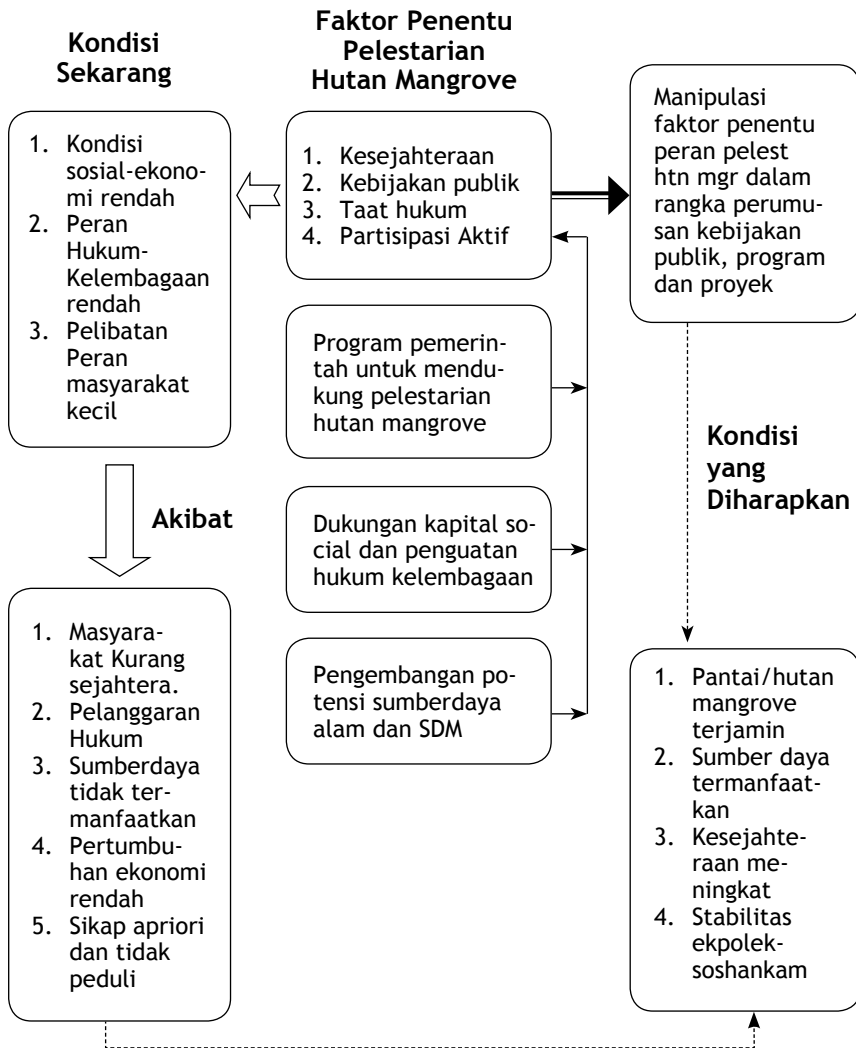 Kondisi
Sekarang
1. Kondisi
sosial-ekono-
mi rendah
2. Peran
Hukum-
Kelembagaan
rendah
3. Pelibatan
Peran
masyarakat
kecil
Akibat
1. Masyara-
kat Kurang
sejahtera.
2. Pelanggaran
Hukum
3. Sumberdaya
tidak ter-
manfaatkan
4. Pertumbu-
han ekonomi
rendah
5. Sikap apriori
dan tidak
peduli
Faktor Penentu
Pelestarian
Hutan Mangrove
1. Kesejahteraan
2. Kebijakan publik
3. Taat hukum
4. Partisipasi Aktif
Program pemerin-
tah untuk mendu-
kung pelestarian
hutan mangrove
Dukungan kapital so-
cial dan penguatan
hukum kelembagaan
Pengembangan po-
tensi sumberdaya
alam dan SDM
Manipulasi
faktor penentu
peran pelest
htn mgr dalam
rangka perumu-
san kebijakan
publik, program
dan proyek
Kondisi
yang
Diharapkan
1. Pantai/hutan
mangrove
terjamin
2. Sumber daya
termanfaat-
kan
3. Kesejahte-
raan me-
ningkat
4. Stabilitas
ekpolek-
soshankam